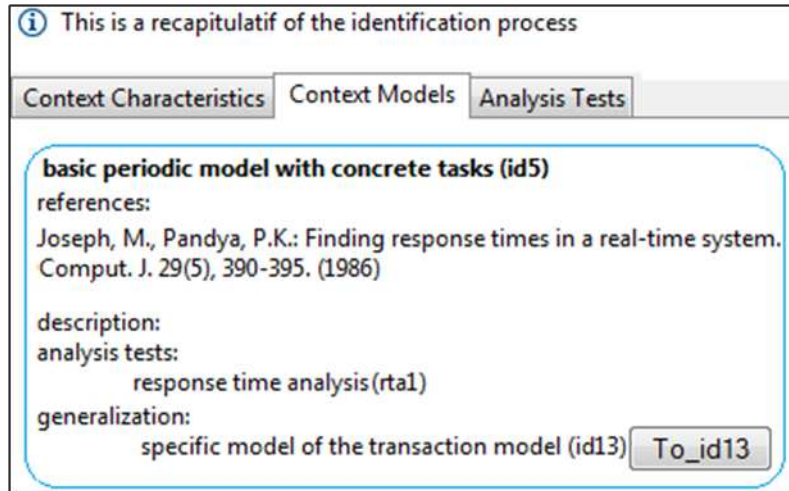 This is a recapitulatif of the identification process
Context Characteristics Context Models Analysis Tests
basic periodic model with concrete tasks (id5)
references:
Joseph, M., Pandya, P.K.: Finding response times in a real-time system.
Comput. J. 29(5), 390-395. (1986)
description:
analysis tests:
response time analysis(rta1)
generalization:
specific model of the transaction model (id13) To_id13